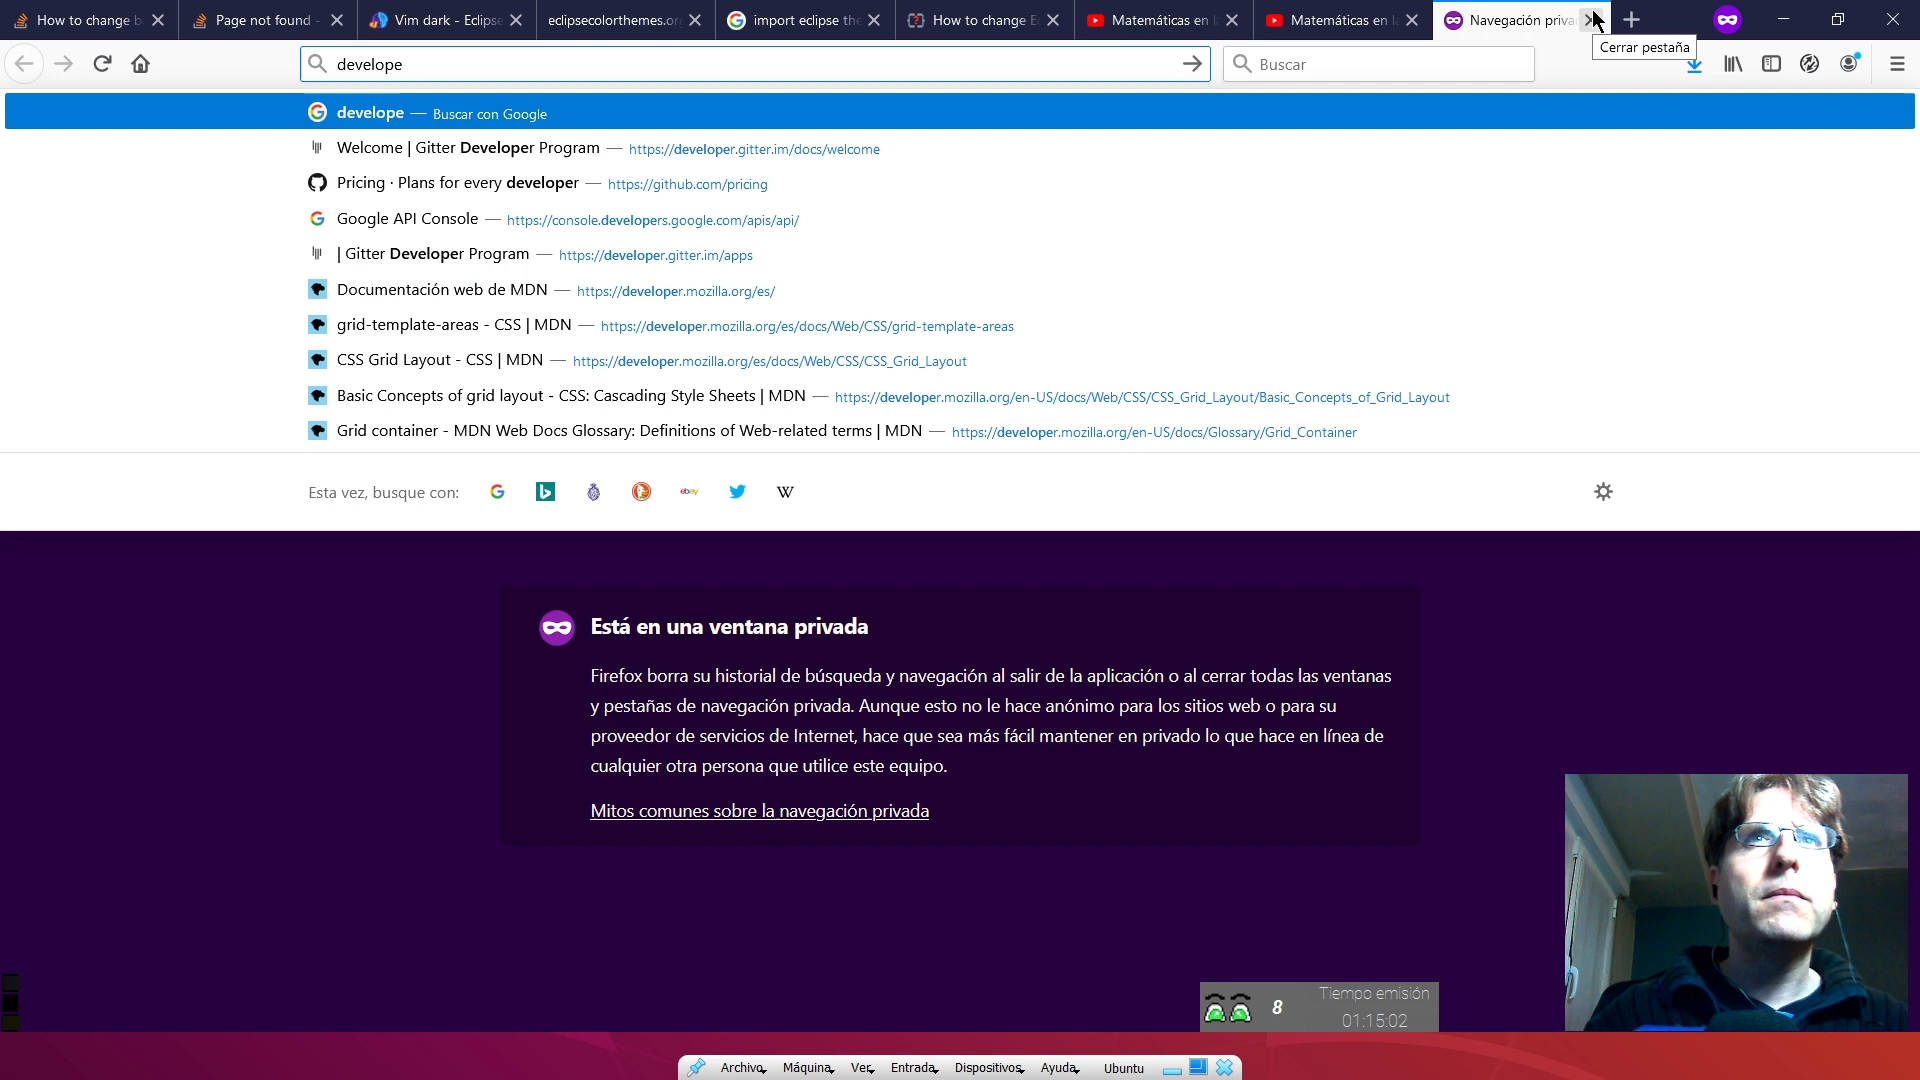 How to change b
Page not found -
Vim dark - Eclipse
eclipsecolorthemes.or
import eclipse the
How to change E
Matemáticas en l
Matemáticas en la
Navegación priva
Cerrar pestaña
develope
Buscar
develope — Buscar con Google
Welcome | Gitter Developer Program — https://developer.gitter.im/docs/welcome
Pricing · Plans for every developer — https://github.com/pricing
Google API Console — https://console.developers.google.com/apis/api/
| Gitter Developer Program — https://developer.gitter.im/apps
Documentación web de MDN — https://developer.mozilla.org/es/
grid-template-areas - CSS | MDN — https://developer.mozilla.org/es/docs/Web/CSS/grid-template-areas
CSS Grid Layout - CSS | MDN — https://developer.mozilla.org/es/docs/Web/CSS/CSS_Grid_Layout
Basic Concepts of grid layout - CSS: Cascading Style Sheets | MDN — https://developer.mozilla.org/en-US/docs/Web/CSS/CSS_Grid_Layout/Basic_Concepts_of_Grid_Layout
Grid container - MDN Web Docs Glossary: Definitions of Web-related terms | MDN — https://developer.mozilla.org/en-US/docs/Glossary/Grid_Container
Esta vez, busque con:
ebay
W
Está en una ventana privada
Firefox borra su historial de búsqueda y navegación al salir de la aplicación o al cerrar todas las ventanas
y pestañas de navegación privada. Aunque esto no le hace anónimo para los sitios web o para su
proveedor de servicios de Internet, hace que sea más fácil mantener en privado lo que hace en línea de
cualquier otra persona que utilice este equipo.
Mitos comunes sobre la navegación privada
8
Tiempo emisión
01:15:02
Archivo Máquina Ver Entrada Dispositivos Ayuda Ubuntu